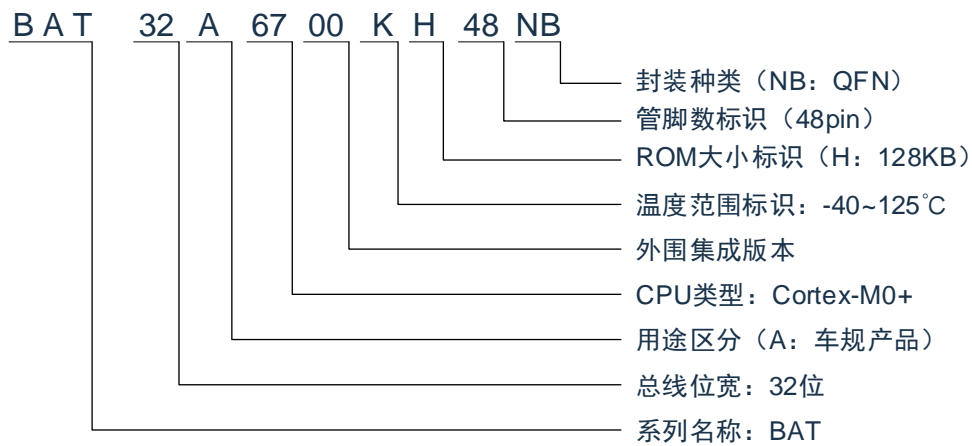 BAT 32 A 67 00 K H 48 NB
封装种类（NB：QFN）
管脚数标识（48pin）
ROM大小标识（H：128KB）
温度范围标识：-40~125℃
外围集成版本
CPU类型：Cortex-M0+
用途区分（A：车规产品）
总线位宽：32位
系列名称：BAT